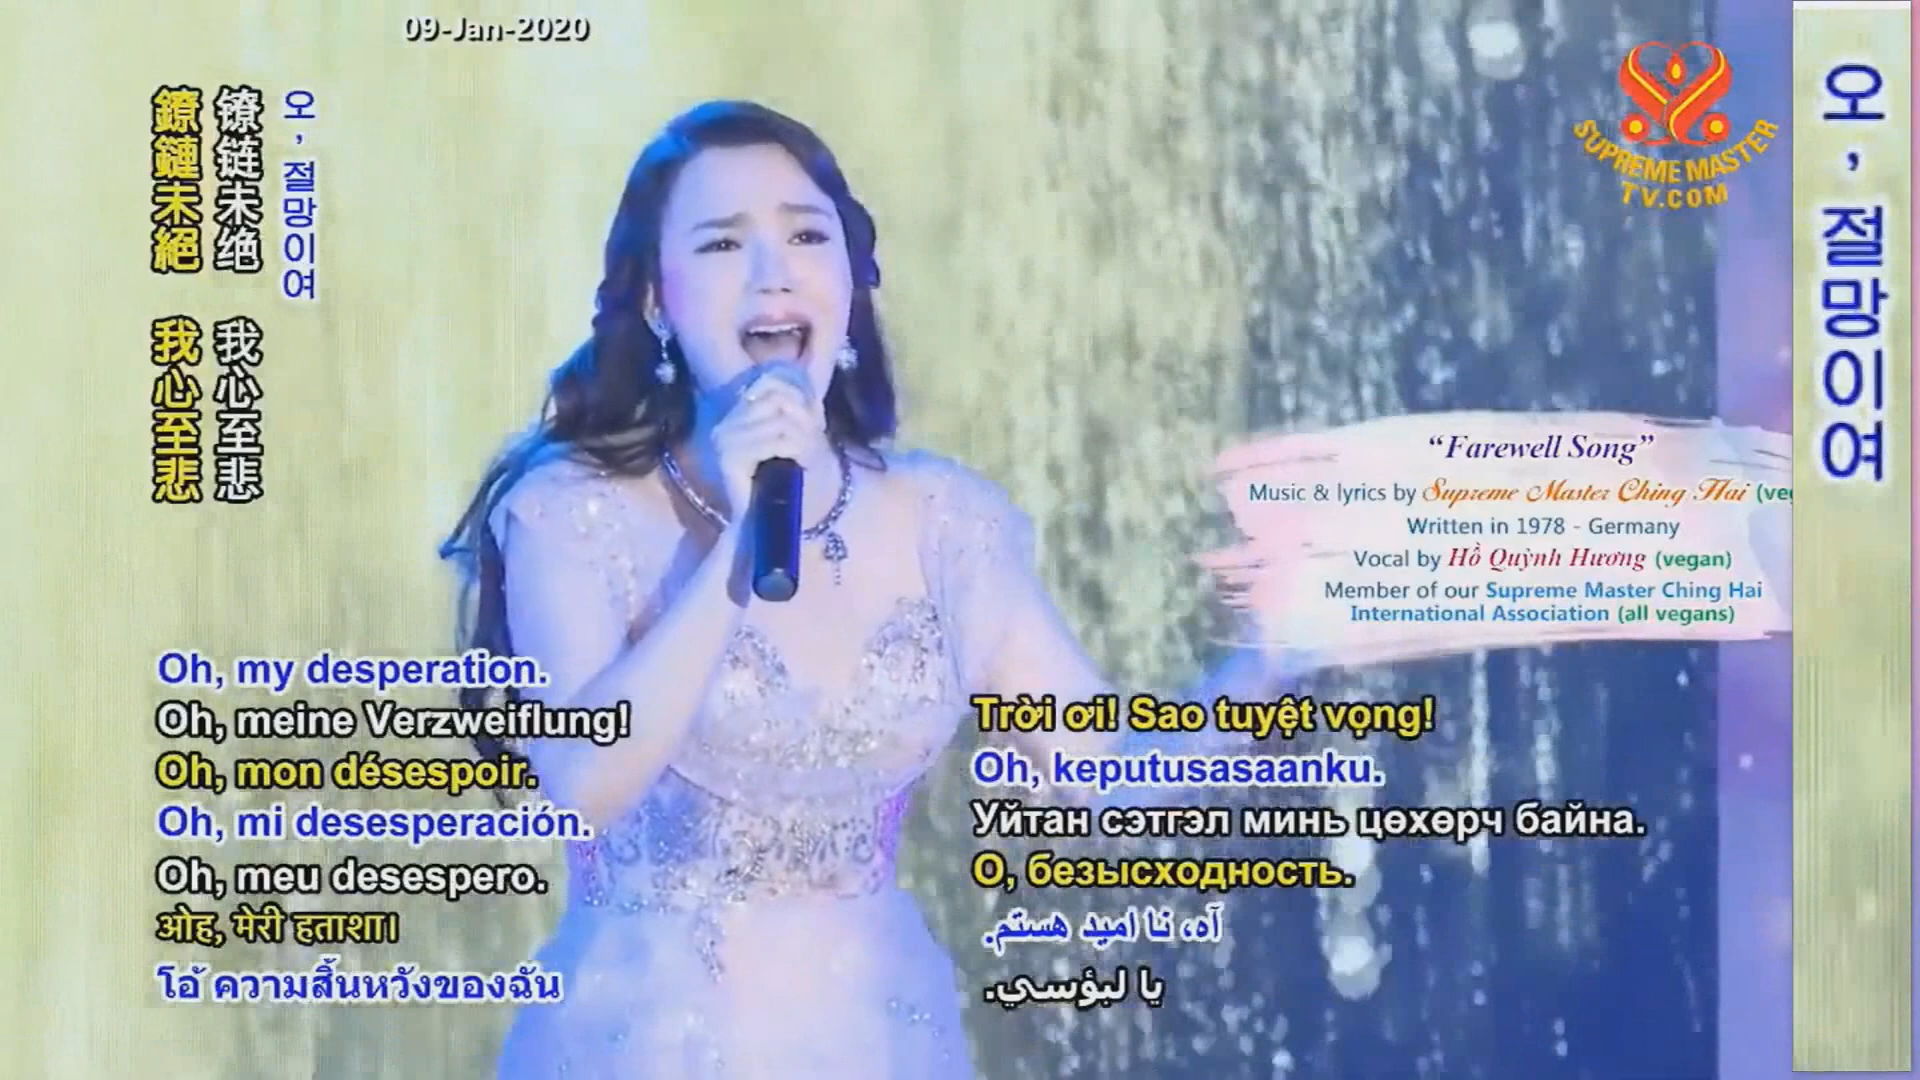 09-Jan-2020
오, 절망이여
镣链未绝 我心至悲
鐐鏈未絕 我心至悲
SUPREME MASTER
TV.COM
오, 절망이여
“Farewell Song”
Music & lyrics by Supreme Master Ching Hai (veg
Written in 1978 - Germany
Vocal by Hồ Quỳnh Hương (vegan)
Member of our Supreme Master Ching Hai
International Association (all vegans)
Oh, my desperation.
Oh, meine Verzweiflung!
Oh, mon désespoir.
Oh, mi desesperación.
Oh, meu desespero.
ओह, मेरी हताशा।
โอ้ ความสิ้นหวังของฉัน
Trời ơi! Sao tuyệt vọng!
Oh, keputusasaanku.
Уйтан сэтгэл минь цөхөрч байна.
О, безысходность.
آه، نا امید هستم.
يا لبؤسي.